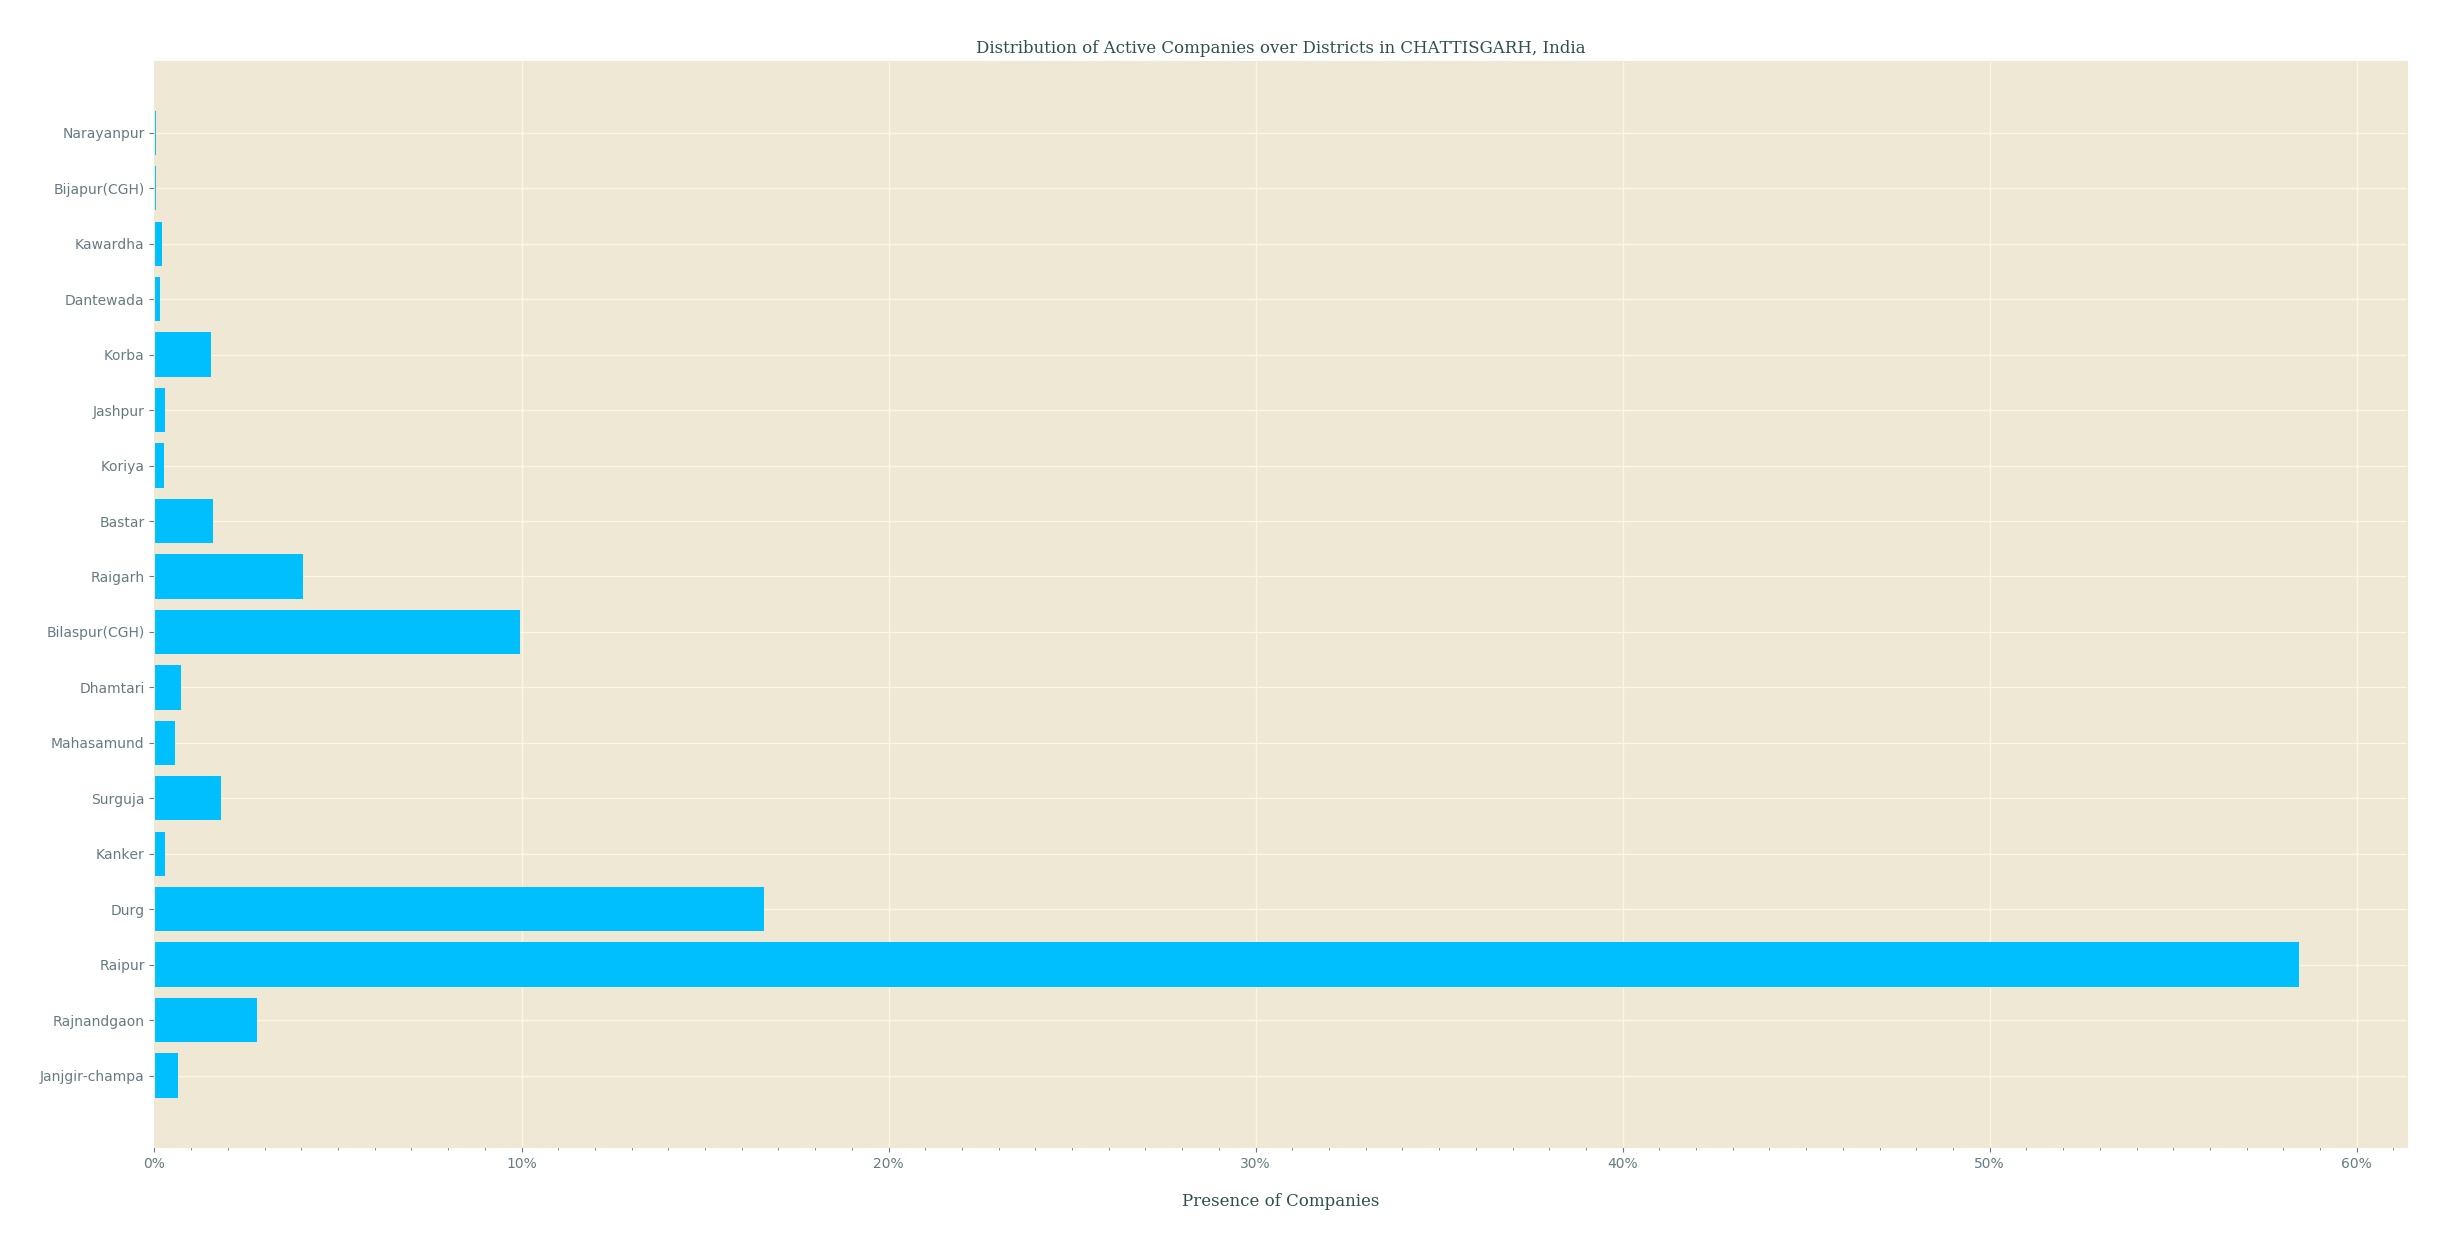 Distribution of Active Companies over Districts in CHATTISGARH, India
Narayanpur
Bijapur(CGH)
Kawardha
Dantewada
Korba
Jashpur
Koriya
Bastar
Raigarh
Bilaspur(CGH)
Dhamtari
Mahasamund
Surguja
Kanker
Durg
Raipur
Rajnandgaon
Janjgir-champa
0% 10% 20% 30% 40% 50% 60%
Presence of Companies